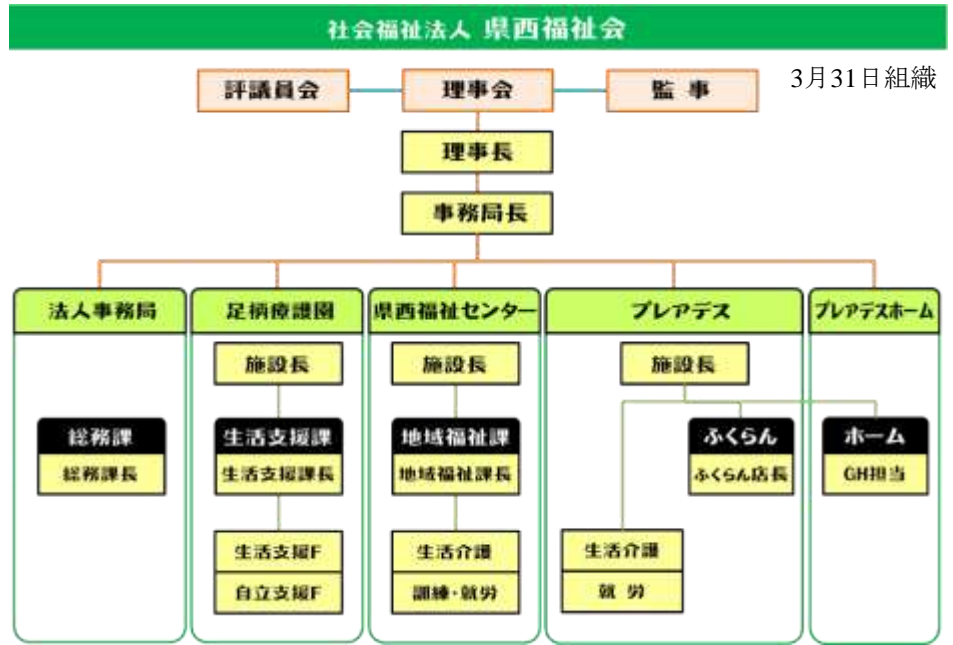 社会福祉法人 県西福祉会
3月31日組織
評議員会 理事会 監事
理事長
事務局長
法人事務局 足柄療護園 県西福祉センター プレアデス プレアデスホーム
施設長 施設長 施設長
総務課 生活支援課 地域福祉課 ふくらん ホーム
総務課長 生活支援課長 地域福祉課長 ふくらん店長 GH担当
生活支援F 生活介護 生活介護
自立支援F 訓練・就労 就労